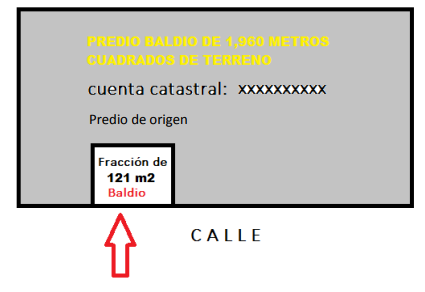 PREDIO BALDIO DE 1,960 METROS
CUADRADOS DE TERRENO
cuenta catastral: xxxxxxxxxx
Predio de origen
Fracción de
121 m2
Baldio
CALLE